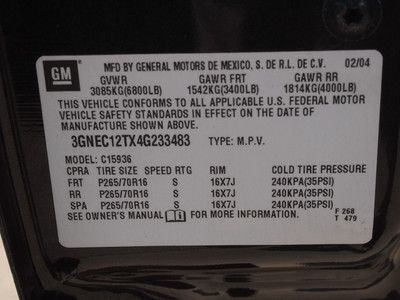 GM
MFD BY GENERAL MOTORS DE MEXICO, S. DE R.L. DE C.V. 02/04
GVWR GAWR FRT GAWR RR
3085KG(6800LB) 1542KG(3400LB) 1814KG(4000LB)
THIS VEHICLE CONFORMS TO ALL APPLICABLE U.S. FEDERAL MOTOR
VEHICLE SAFETY STANDARDS IN EFFECT ON THE DATE OF
MANUFACTURE SHOWN ABOVE.
3GNEC12TX4G233483 TYPE: M.P.V.
MODEL: C15936
CPRA TIRE SIZE SPEED RTG RIM COLD TIRE PRESSURE
FRT P265/70R16 S 16X7J 240KPA(35PSI)
RR P265/70R16 S 16X7J 240KPA(35PSI)
SPA P265/70R16 S 16X7J 240KPA(35PSI)
SEE OWNER'S MANUAL FOR MORE INFORMATION. F 268
T 479